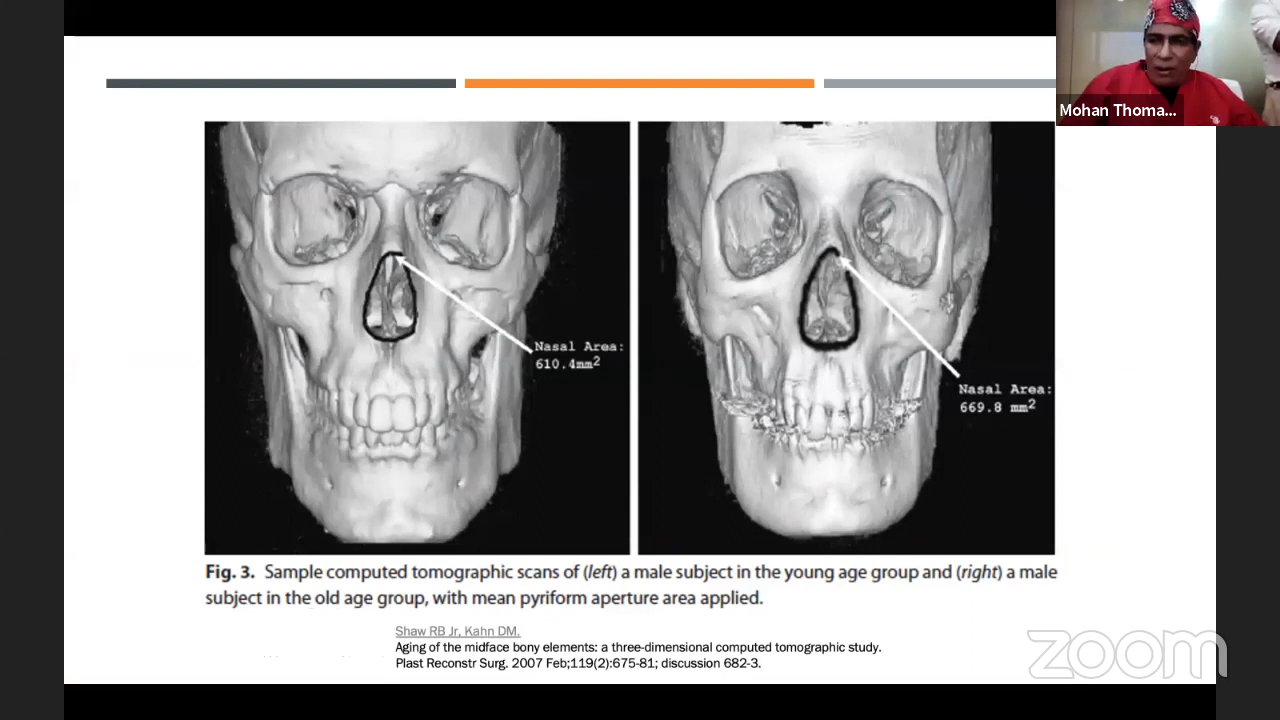 Mohan Thoma...
Nasal Area:
610.4mm2
Nasal Area:
669.8 mm2
Fig. 3. Sample computed tomographic scans of (left) a male subject in the young age group and (right) a male
subject in the old age group, with mean pyriform aperture area applied.
Shaw RB Jr, Kahn DM.
Aging of the midface bony elements: a three-dimensional computed tomographic study.
Plast Reconstr Surg. 2007 Feb;119(2):675-81; discussion 682-3.
zoom